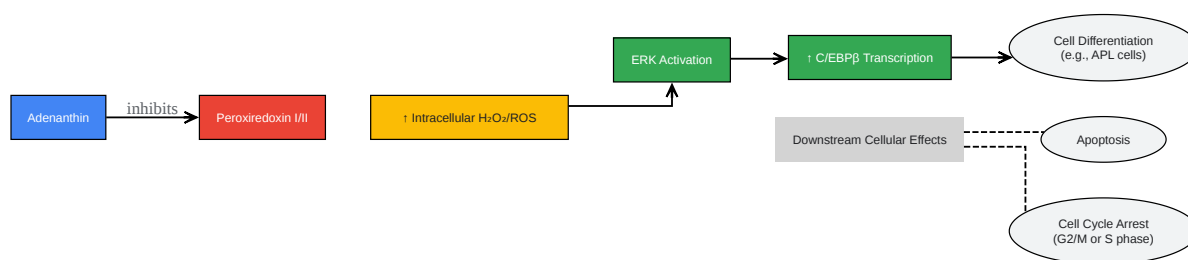 Adenanthin
inhibits
Peroxiredoxin I/II
↑ Intracellular H₂O₂/ROS
ERK Activation
↑ C/EBPβ Transcription
Cell Differentiation
(e.g., APL cells)
Downstream Cellular Effects
Apoptosis
Cell Cycle Arrest
(G2/M or S phase)